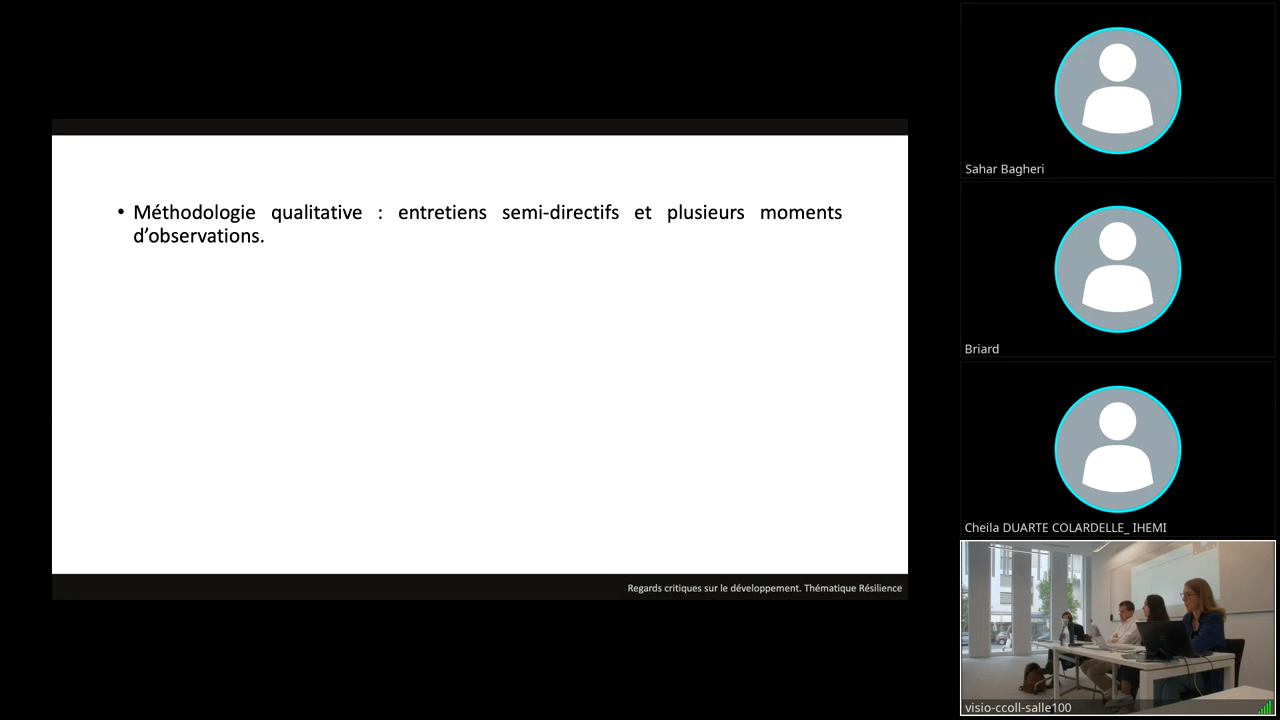 • Méthodologie qualitative : entretiens semi-directifs et plusieurs moments
d’observations.
Regards critiques sur le développement. Thématique Résilience
Sahar Bagheri
Briard
Cheila DUARTE COLARDELLE_ IHEMI
visio-ccoll-salle100